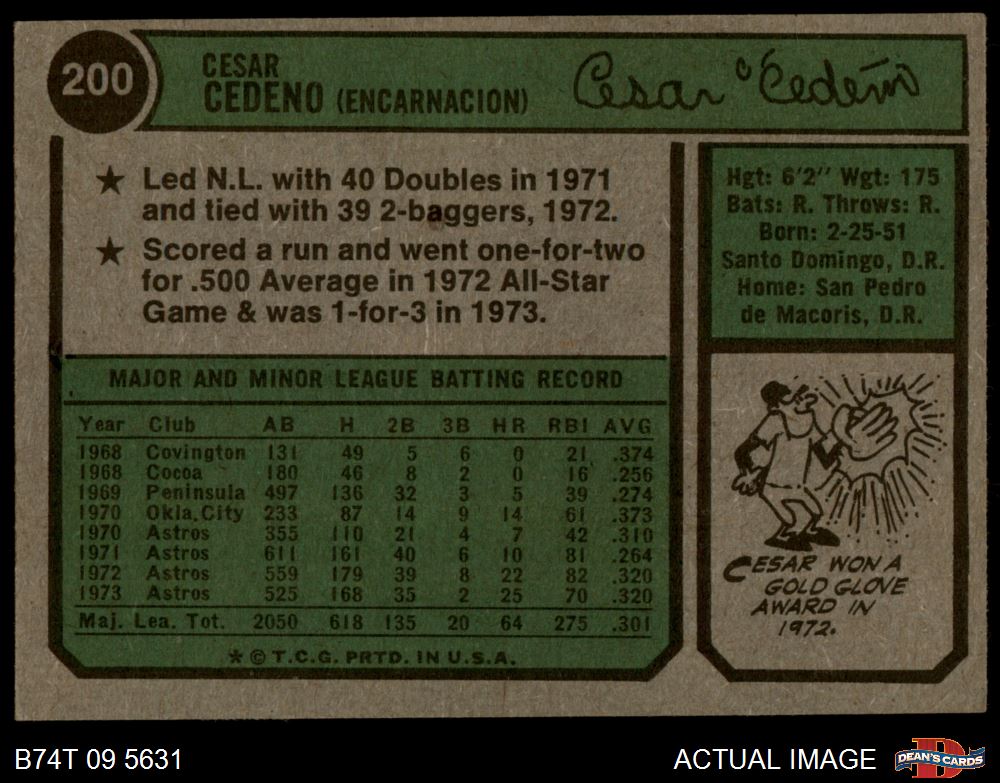 200
CESAR
CEDENO (ENCARNACION)
Cesar Cedeño
★ Led N.L. with 40 Doubles in 1971
and tied with 39 2-baggers, 1972.
★ Scored a run and went one-for-two
for .500 Average in 1972 All-Star
Game & was 1-for-3 in 1973.
Hgt: 6'2" Wgt: 175
Bats: R. Throws: R.
Born: 2-25-51
Santo Domingo, D.R.
Home: San Pedro
de Macoris, D.R.
MAJOR AND MINOR LEAGUE BATTING RECORD
Year Club AB H 2B 3B HR RBI AVG
1968 Covington 131 49 5 6 0 21 .374
1968 Cocoa 180 46 8 2 0 16 .256
1969 Peninsula 497 136 32 3 5 39 .274
1970 Okla.City 233 87 14 9 14 61 .373
1970 Astros 355 110 21 4 7 42 .310
1971 Astros 611 161 40 6 10 81 .264
1972 Astros 559 179 39 8 22 82 .320
1973 Astros 525 168 35 2 25 70 .320
Maj. Lea. Tot. 2050 618 135 20 64 275 .301
★ © T.C.G. PRTD. IN U.S.A.
CESAR WON A
GOLD GLOVE
AWARD IN
1972.
B74T 09 5631
ACTUAL IMAGE
D
DEAN'S CARDS